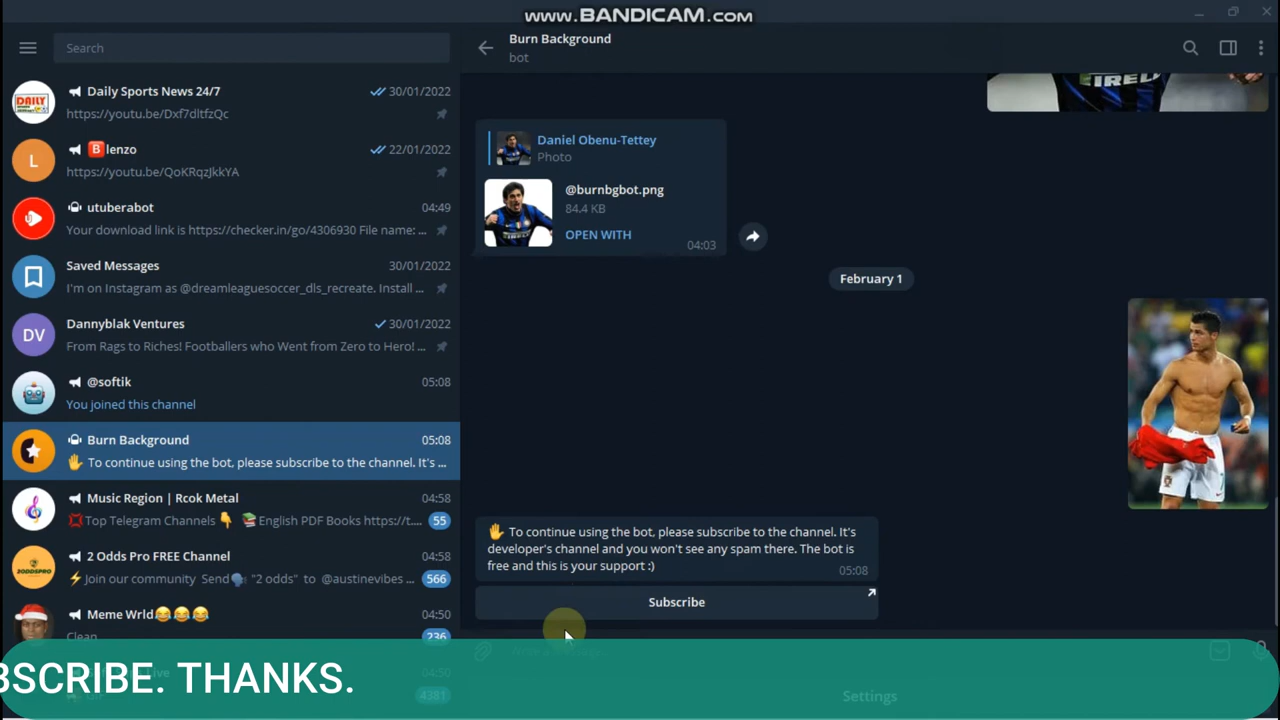 www.BANDICAM.com
Search
Burn Background
bot
Daily Sports News 24/7
30/01/2022
https://youtu.be/Dxf7dltfzQc
DAILY
L
B lenzo
22/01/2022
https://youtu.be/QoKRqzJkkYA
utuberabot
04:49
Your download link is https://checker.in/go/4306930 File name: ...
Saved Messages
30/01/2022
I'm on Instagram as @dreamleaguesoccer_dls_recreate. Install ...
DV
Dannyblak Ventures
30/01/2022
From Rags to Riches! Footballers who Went from Zero to Hero! ...
@softik
05:08
You joined this channel
Burn Background
05:08
To continue using the bot, please subscribe to the channel. It's ...
Music Region | Rcok Metal
04:58
Top Telegram Channels English PDF Books https://t....
55
2 Odds Pro FREE Channel
04:58
Join our community Send "2 odds" to @austinevibes ...
566
2ODDSPRO
Meme Wrld
04:50
Clean
236
Live
04:50
4381
PIRELLI
Daniel Obenu-Tettey
Photo
@burnbgbot.png
84.4 KB
OPEN WITH
04:03
February 1
To continue using the bot, please subscribe to the channel. It's
developer's channel and you won't see any spam there. The bot is
free and this is your support :)
05:08
Subscribe
BSCRIBE. THANKS.
Settings